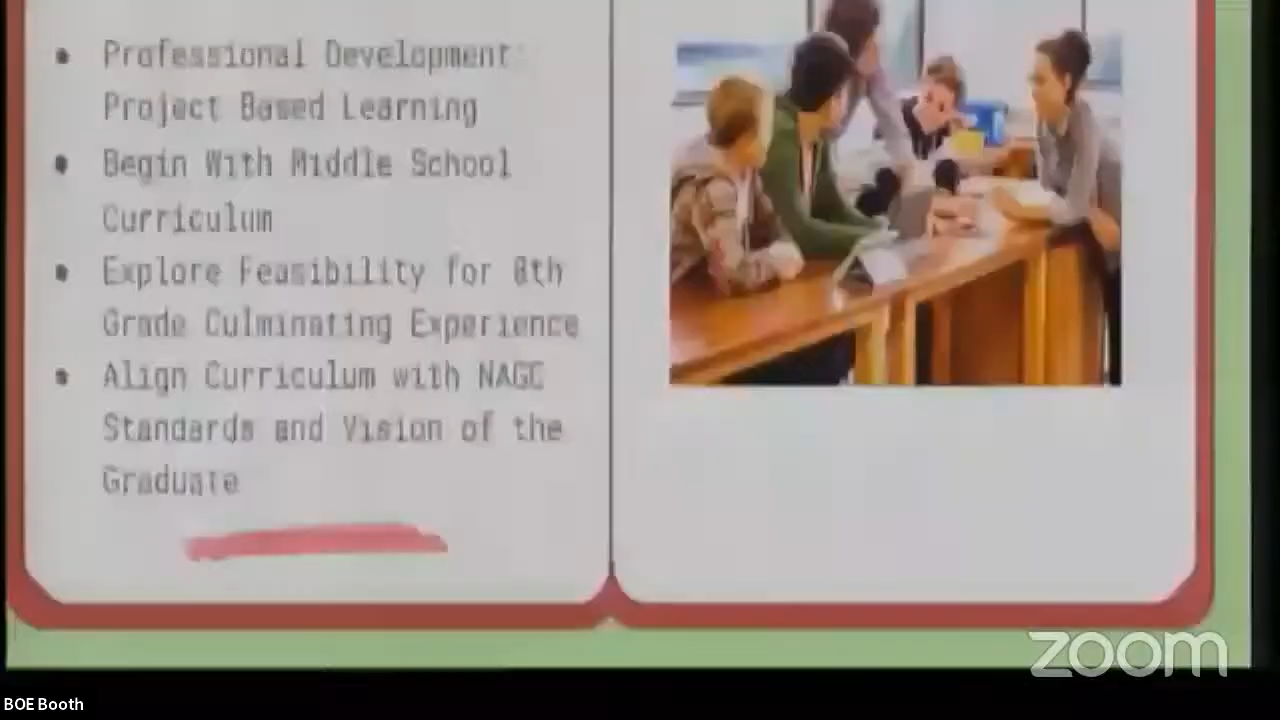 Professional Development:
Project Based Learning
Begin With Middle School
Curriculum
Explore Feasibility for 8th
Grade Culminating Experience
Align Curriculum with NAGC
Standards and Vision of the
Graduate
zoom
BOE Booth